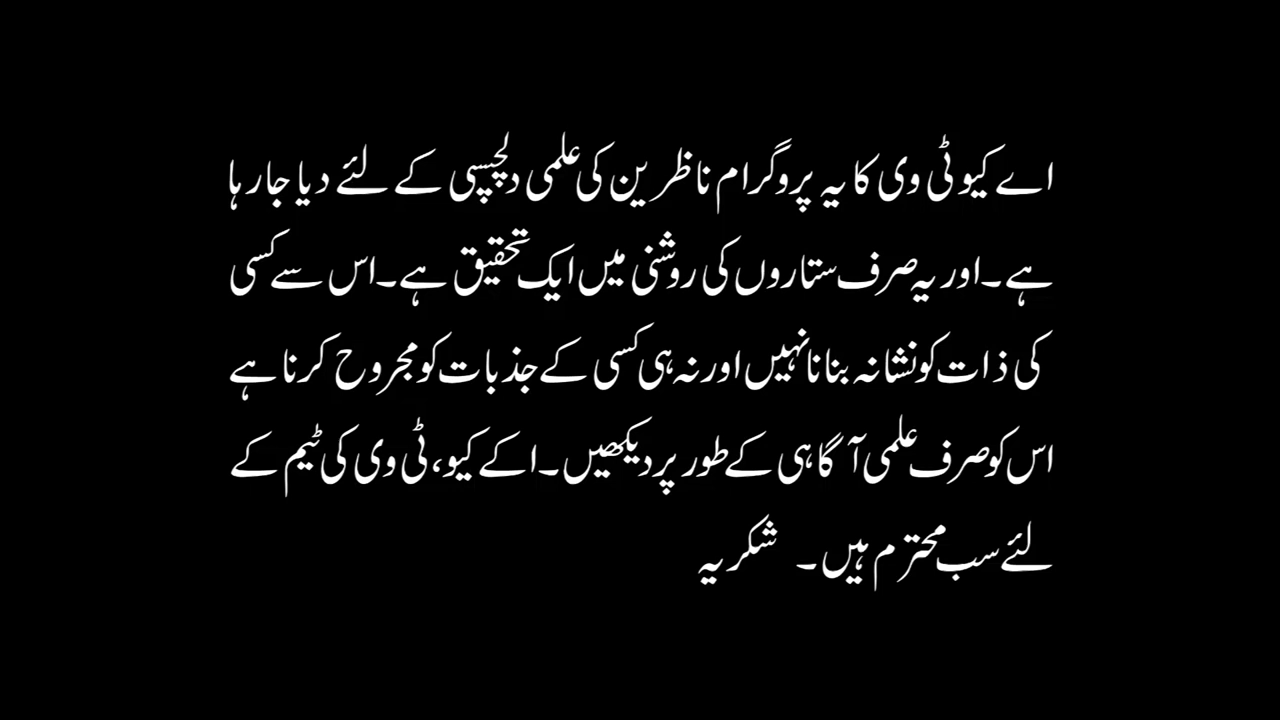 اے کیو ٹی وی کا یہ پروگرام ناظرین کی علمی دلچسپی کے لئے دیا جا رہا
ہے۔اور یہ صرف ستاروں کی روشنی میں ایک تحقیق ہے۔اس سے کسی
کی ذات کو نشانہ بنانا نہیں اور نہ ہی کسی کے جذبات کو مجروح کرنا ہے
اس کو صرف علمی آ گاہی کے طور پر دیکھیں۔اکے کیو، ٹی وی کی ٹیم کے
لئے سب محترم ہیں۔ شکریہ